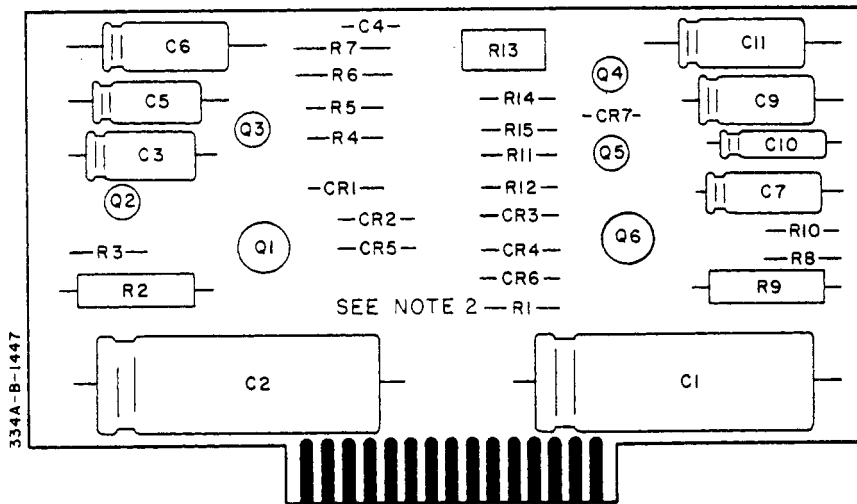 C6
C4
R7
R6
R5
R4
C5
Q3
C3
Q2
CR1
CR2
CR5
Q1
R3
R2
R13
R14
R15
R11
R12
CR3
CR4
CR6
SEE NOTE 2 R1
Q4
CR7
Q5
Q6
C11
C9
C10
C7
R10
R8
R9
C2
C1
334A-B-1447